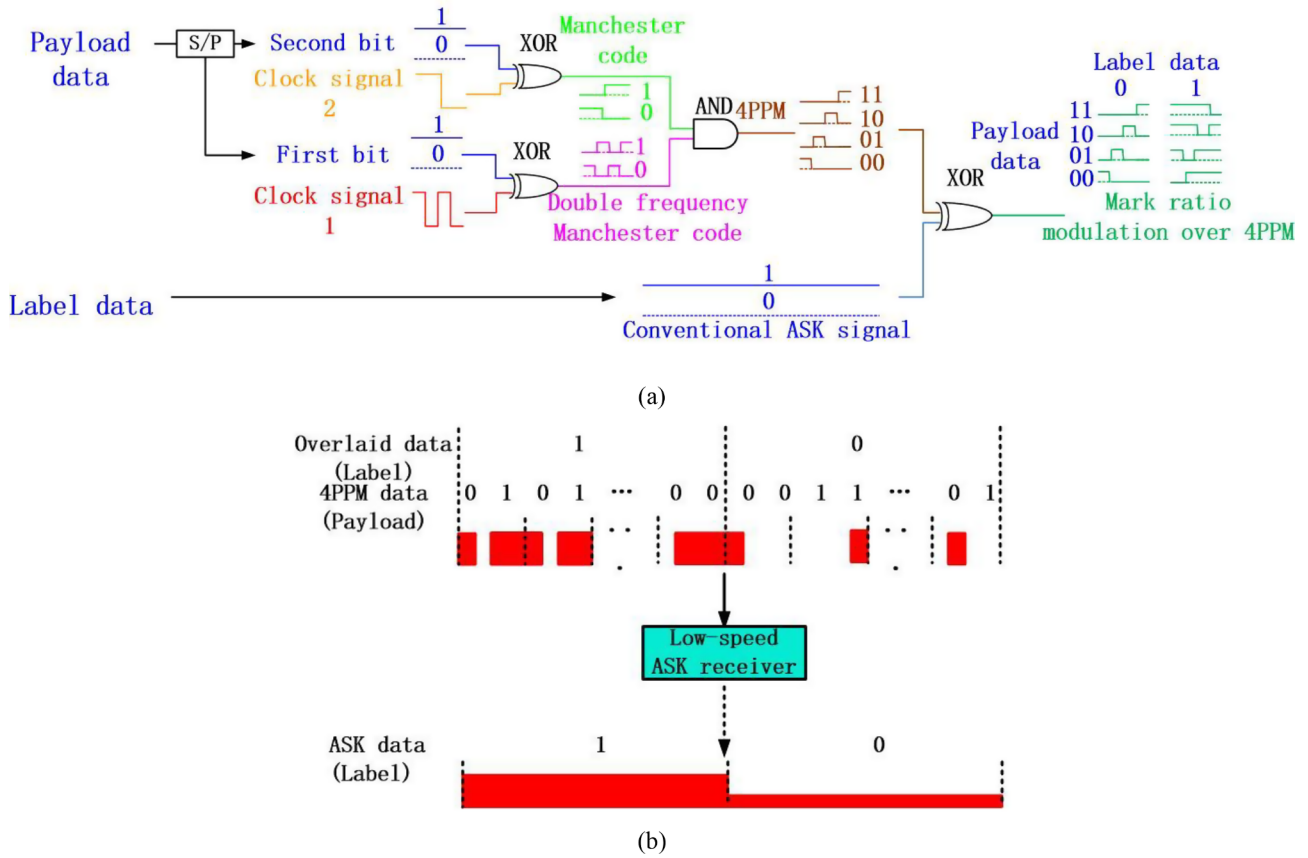 Payload data
S/P
Second bit
1
0
Clock signal
2
XOR
Manchester
code
1
0
First bit
1
0
Clock signal
1
XOR
1
0
Double frequency
Manchester code
AND
4PPM
11
10
01
00
Label data
1
0
Conventional ASK signal
XOR
Label data
0 1
Payload
data
11
10
01
00
Mark ratio
modulation over 4PPM
(a)
Overlaid data
(Label)
1 0
4PPM data
(Payload)
0 1 0 1 ... 0 0 0 0 1 1 ... 0 1
Low-speed
ASK receiver
ASK data
(Label)
1 0
(b)